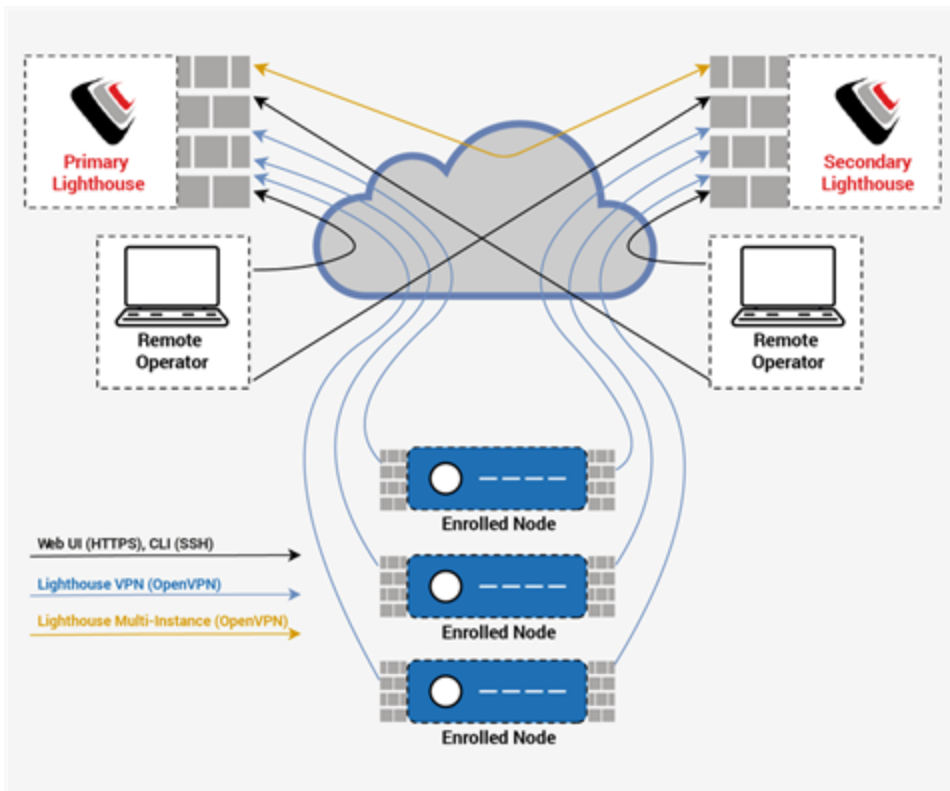 Primary
Lighthouse
Secondary
Lighthouse
Remote
Operator
Remote
Operator
Enrolled Node
Web UI (HTTPS), CLI (SSH)
Lighthouse VPN (OpenVPN)
Lighthouse Multi-Instance (OpenVPN)
Enrolled Node
Enrolled Node